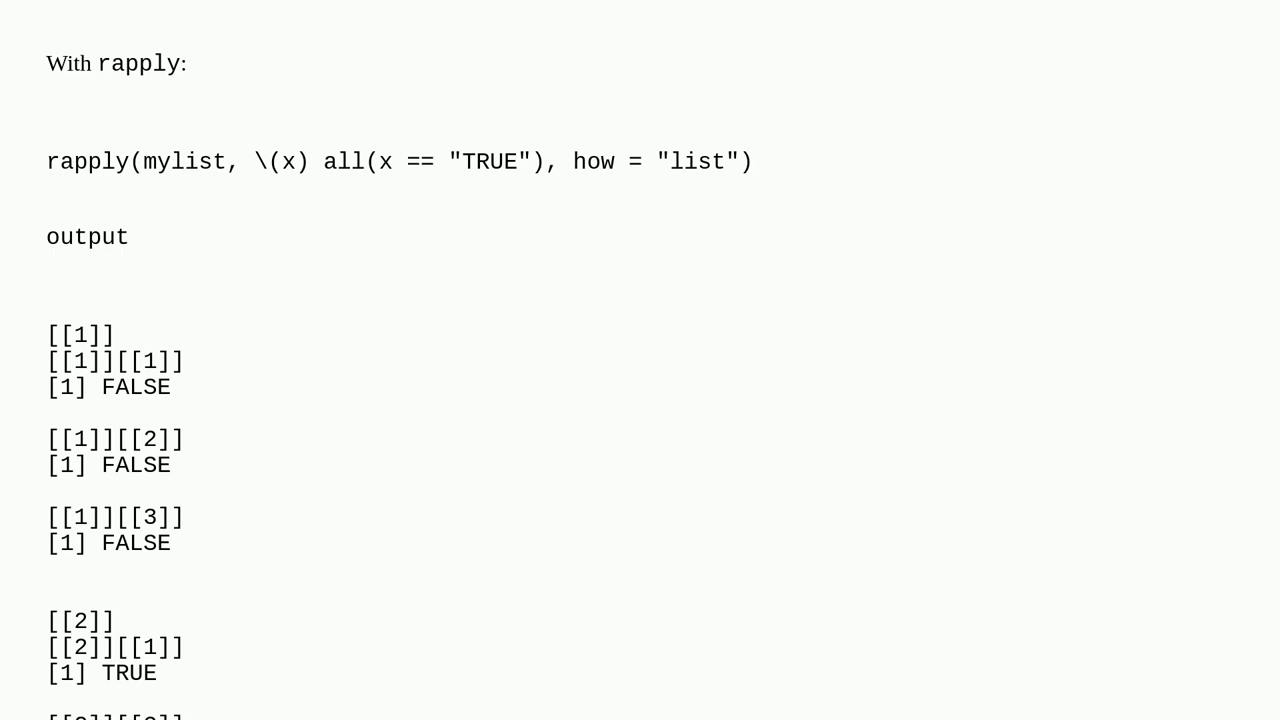 With rapply:
rapply(mylist, \(x) all(x == "TRUE"), how = "list")
output
[[1]]
[[1]][[1]]
[1] FALSE
[[1]][[2]]
[1] FALSE
[[1]][[3]]
[1] FALSE
[[2]]
[[2]][[1]]
[1] TRUE